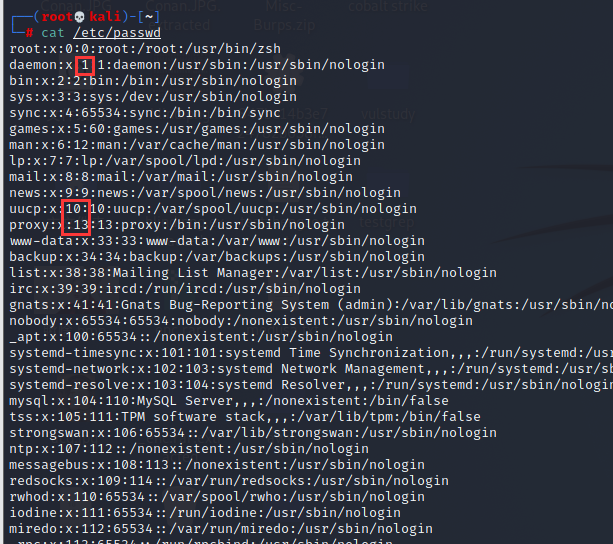 ┌──(root💀kali)-[~]
└─# cat /etc/passwd
root:x:0:0:root:/root:/usr/bin/zsh
daemon:x:1:1:daemon:/usr/sbin:/usr/sbin/nologin
bin:x:2:2:bin:/bin:/usr/sbin/nologin
sys:x:3:3:sys:/dev:/usr/sbin/nologin
sync:x:4:65534:sync:/bin:/bin/sync
games:x:5:60:games:/usr/games:/usr/sbin/nologin
man:x:6:12:man:/var/cache/man:/usr/sbin/nologin
lp:x:7:7:lp:/var/spool/lpd:/usr/sbin/nologin
mail:x:8:8:mail:/var/mail:/usr/sbin/nologin
news:x:9:9:news:/var/spool/news:/usr/sbin/nologin
uucp:x:10:10:uucp:/var/spool/uucp:/usr/sbin/nologin
proxy:x:13:13:proxy:/bin:/usr/sbin/nologin
www-data:x:33:33:www-data:/var/www:/usr/sbin/nologin
backup:x:34:34:backup:/var/backups:/usr/sbin/nologin
list:x:38:38:Mailing List Manager:/var/list:/usr/sbin/nologin
irc:x:39:39:ircd:/run/ircd:/usr/sbin/nologin
gnats:x:41:41:Gnats Bug-Reporting System (admin):/var/lib/gnats:/usr/sbin/no
nobody:x:65534:65534:nobody:/nonexistent:/usr/sbin/nologin
_apt:x:100:65534::/nonexistent:/usr/sbin/nologin
systemd-timesync:x:101:101:systemd Time Synchronization,,,:/run/systemd:/usr
systemd-network:x:102:103:systemd Network Management,,,:/run/systemd:/usr/sb
systemd-resolve:x:103:104:systemd Resolver,,,:/run/systemd:/usr/sbin/nologin
mysql:x:104:110:MySQL Server,,,:/nonexistent:/bin/false
tss:x:105:111:TPM software stack,,,:/var/lib/tpm:/bin/false
strongswan:x:106:65534::/var/lib/strongswan:/usr/sbin/nologin
ntp:x:107:112::/nonexistent:/usr/sbin/nologin
messagebus:x:108:113::/nonexistent:/usr/sbin/nologin
redsocks:x:109:114::/var/run/redsocks:/usr/sbin/nologin
rwhod:x:110:65534::/var/spool/rwho:/usr/sbin/nologin
iodine:x:111:65534::/run/iodine:/usr/sbin/nologin
miredo:x:112:65534::/var/run/miredo:/usr/sbin/nologin